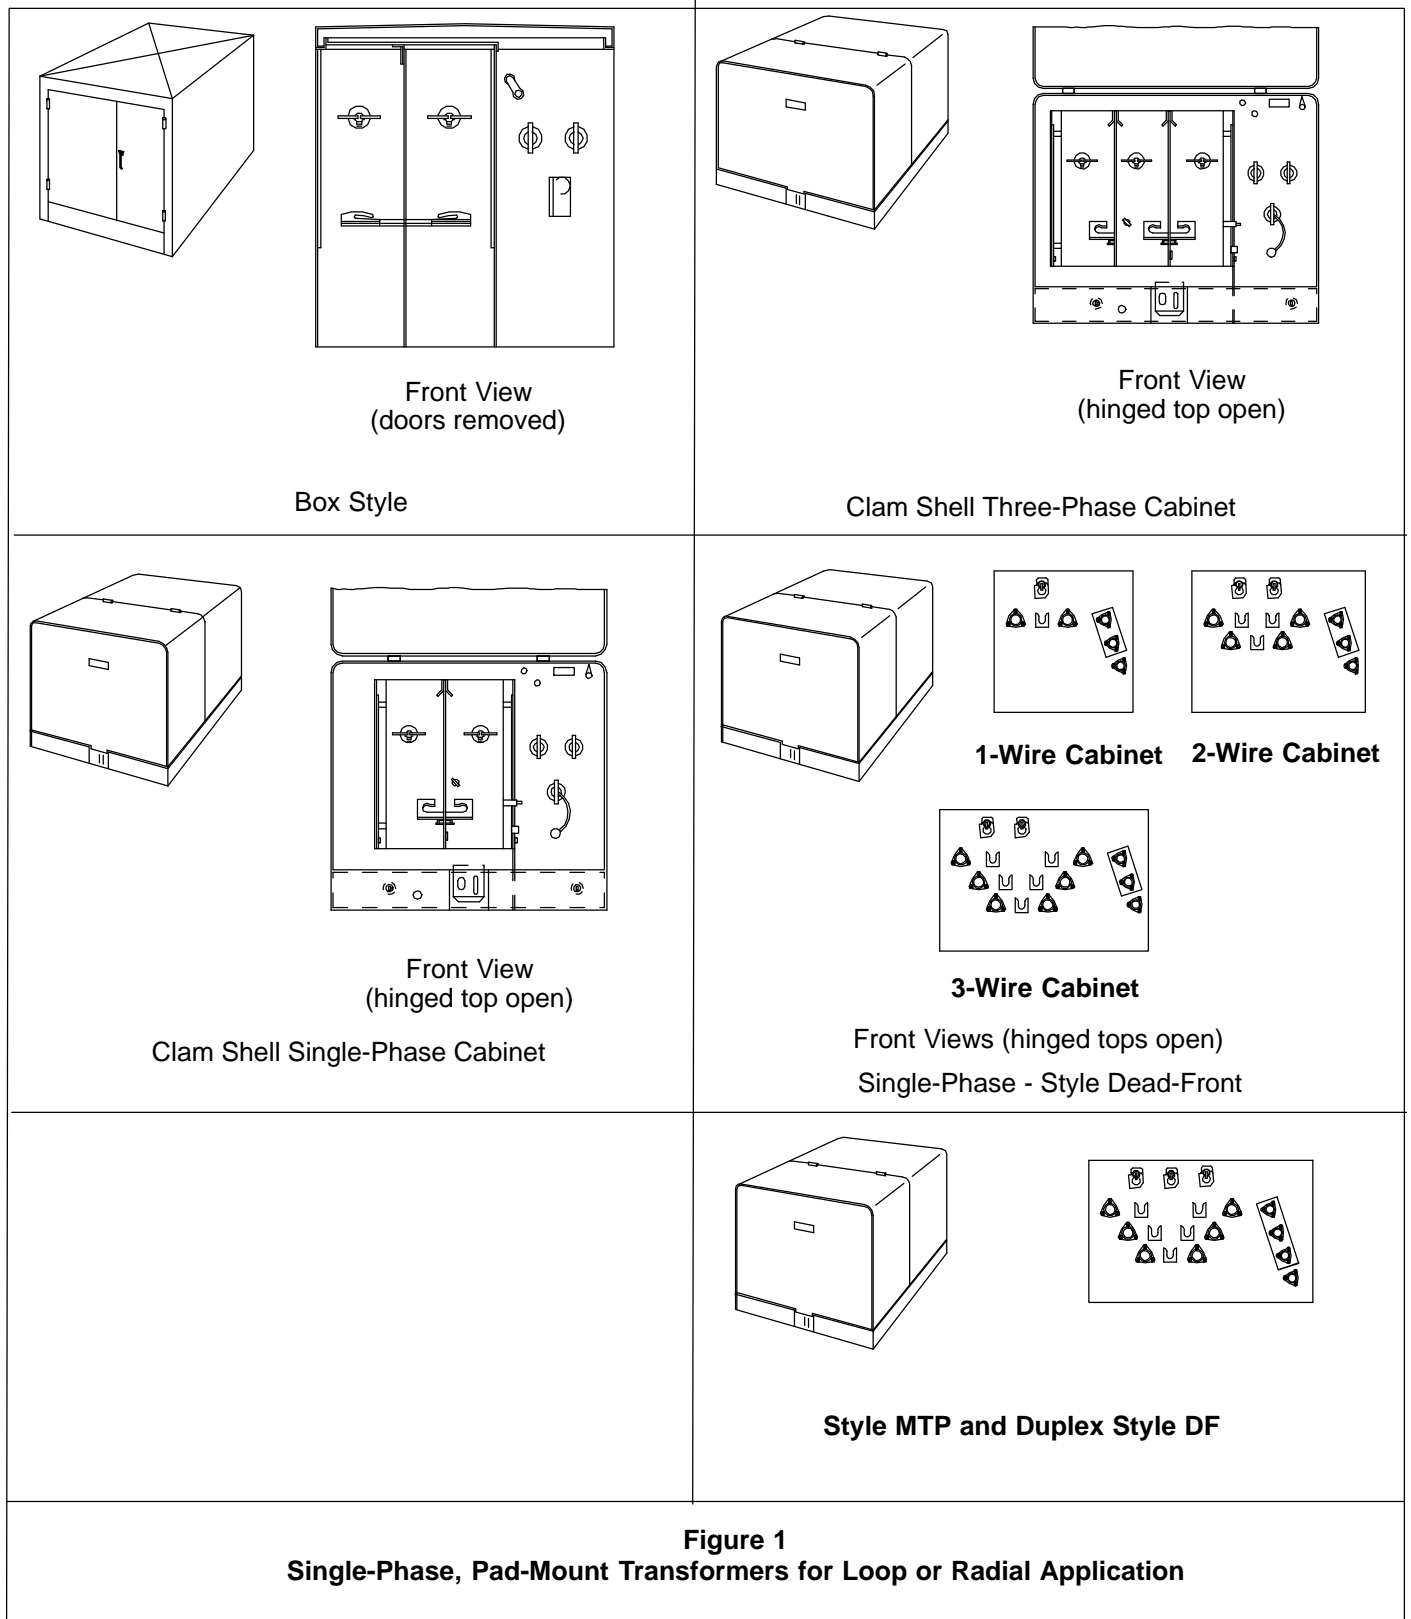 Front View
(doors removed)
Box Style
Front View
(hinged top open)
Clam Shell Three-Phase Cabinet
Front View
(hinged top open)
Clam Shell Single-Phase Cabinet
1-Wire Cabinet
2-Wire Cabinet
3-Wire Cabinet
Front Views (hinged tops open)
Single-Phase - Style Dead-Front
Style MTP and Duplex Style DF
Figure 1
Single-Phase, Pad-Mount Transformers for Loop or Radial Application